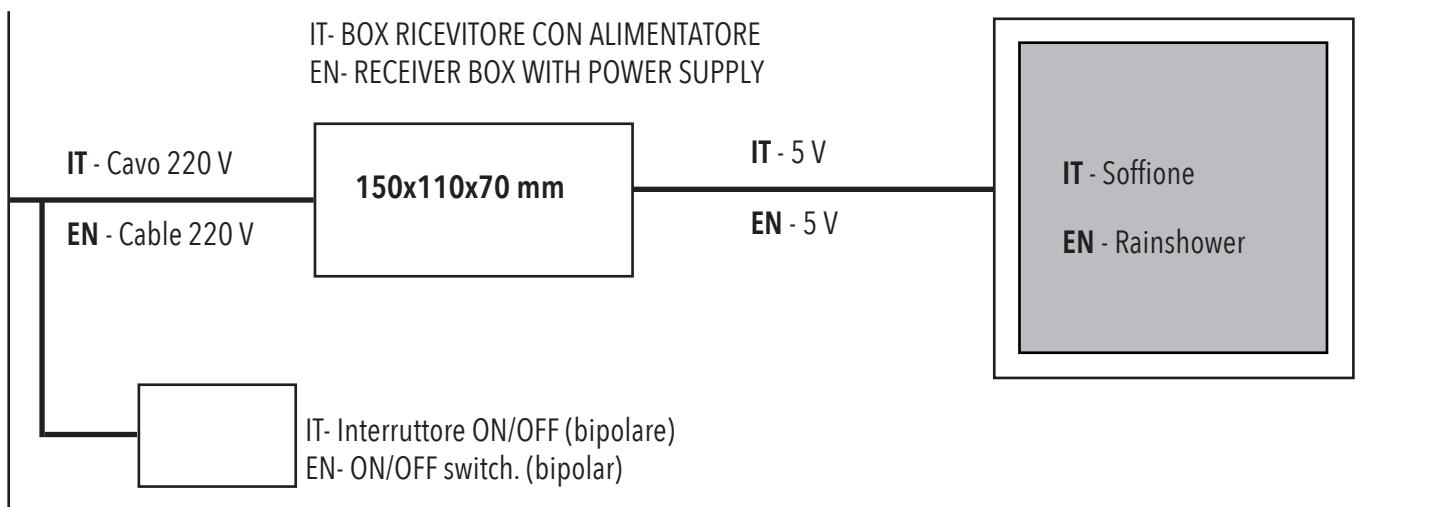 IT- BOX RICEVITORE CON ALIMENTATORE
EN- RECEIVER BOX WITH POWER SUPPLY
IT - Cavo 220 V
EN - Cable 220 V
150x110x70 mm
IT - 5 V
EN - 5 V
IT - Soffione
EN - Rainshower
IT- Interruttore ON/OFF (bipolare)
EN- ON/OFF switch. (bipolar)